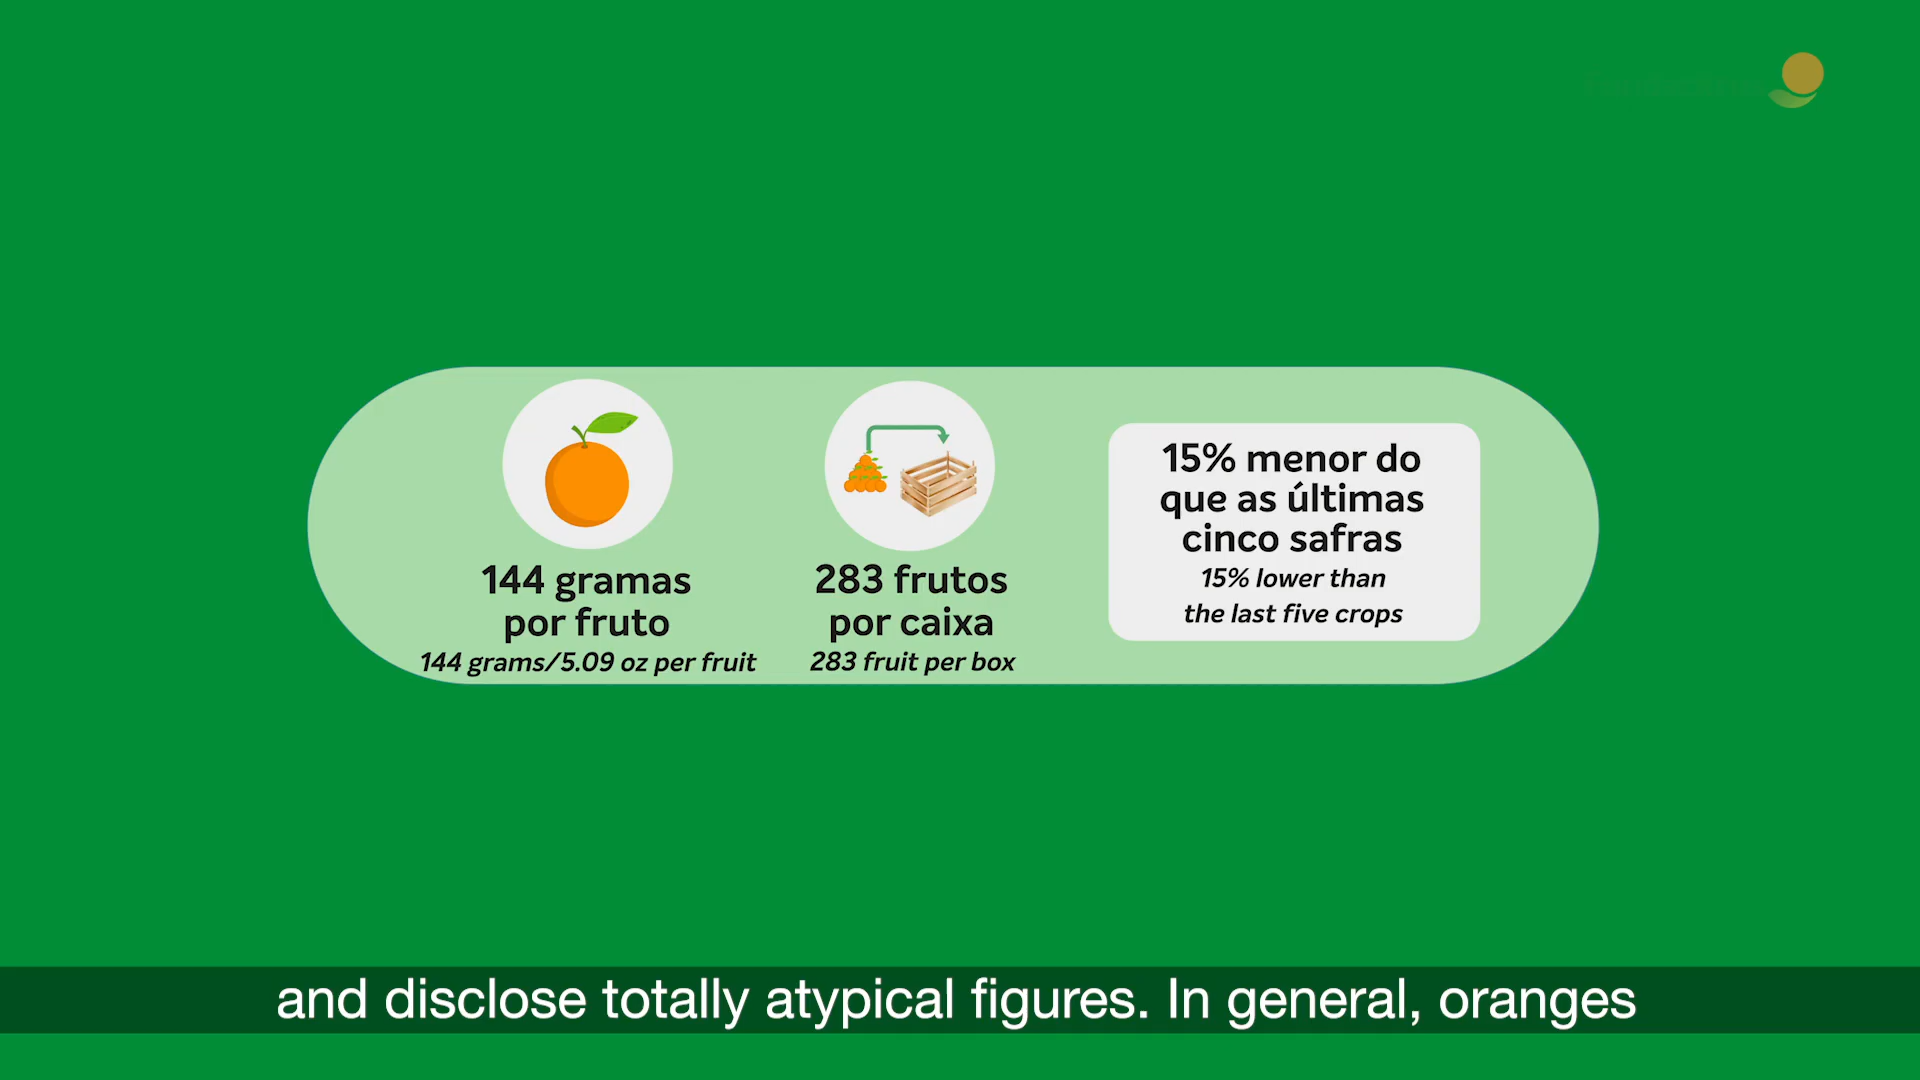 144 gramas
por fruto
144 grams/5.09 oz per fruit
283 frutos
por caixa
283 fruit per box
15% menor do
que as últimas
cinco safras
15% lower than
the last five crops
and disclose totally atypical figures. In general, oranges